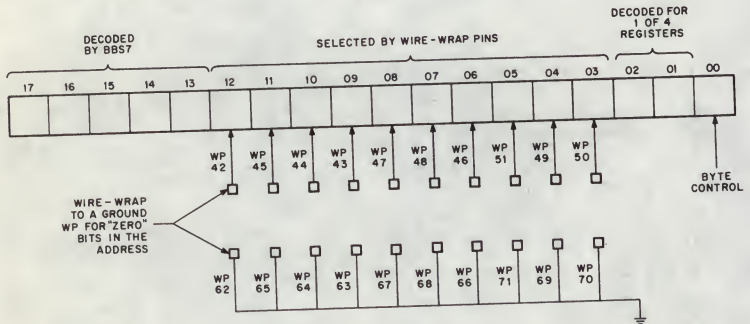 DECODED
BY BBS7
SELECTED BY WIRE-WRAP PINS
DECODED FOR
1 OF 4
REGISTERS
17 16 15 14 13 12 11 10 09 08 07 06 05 04 03 02 01 00
WP WP WP WP WP WP WP WP WP WP
42 45 44 43 47 48 46 51 49 50
BYTE
CONTROL
WIRE-WRAP
TO A GROUND
WP FOR "ZERO"
BITS IN THE
ADDRESS
WP WP WP WP WP WP WP WP WP WP
62 65 64 63 67 68 66 71 69 70